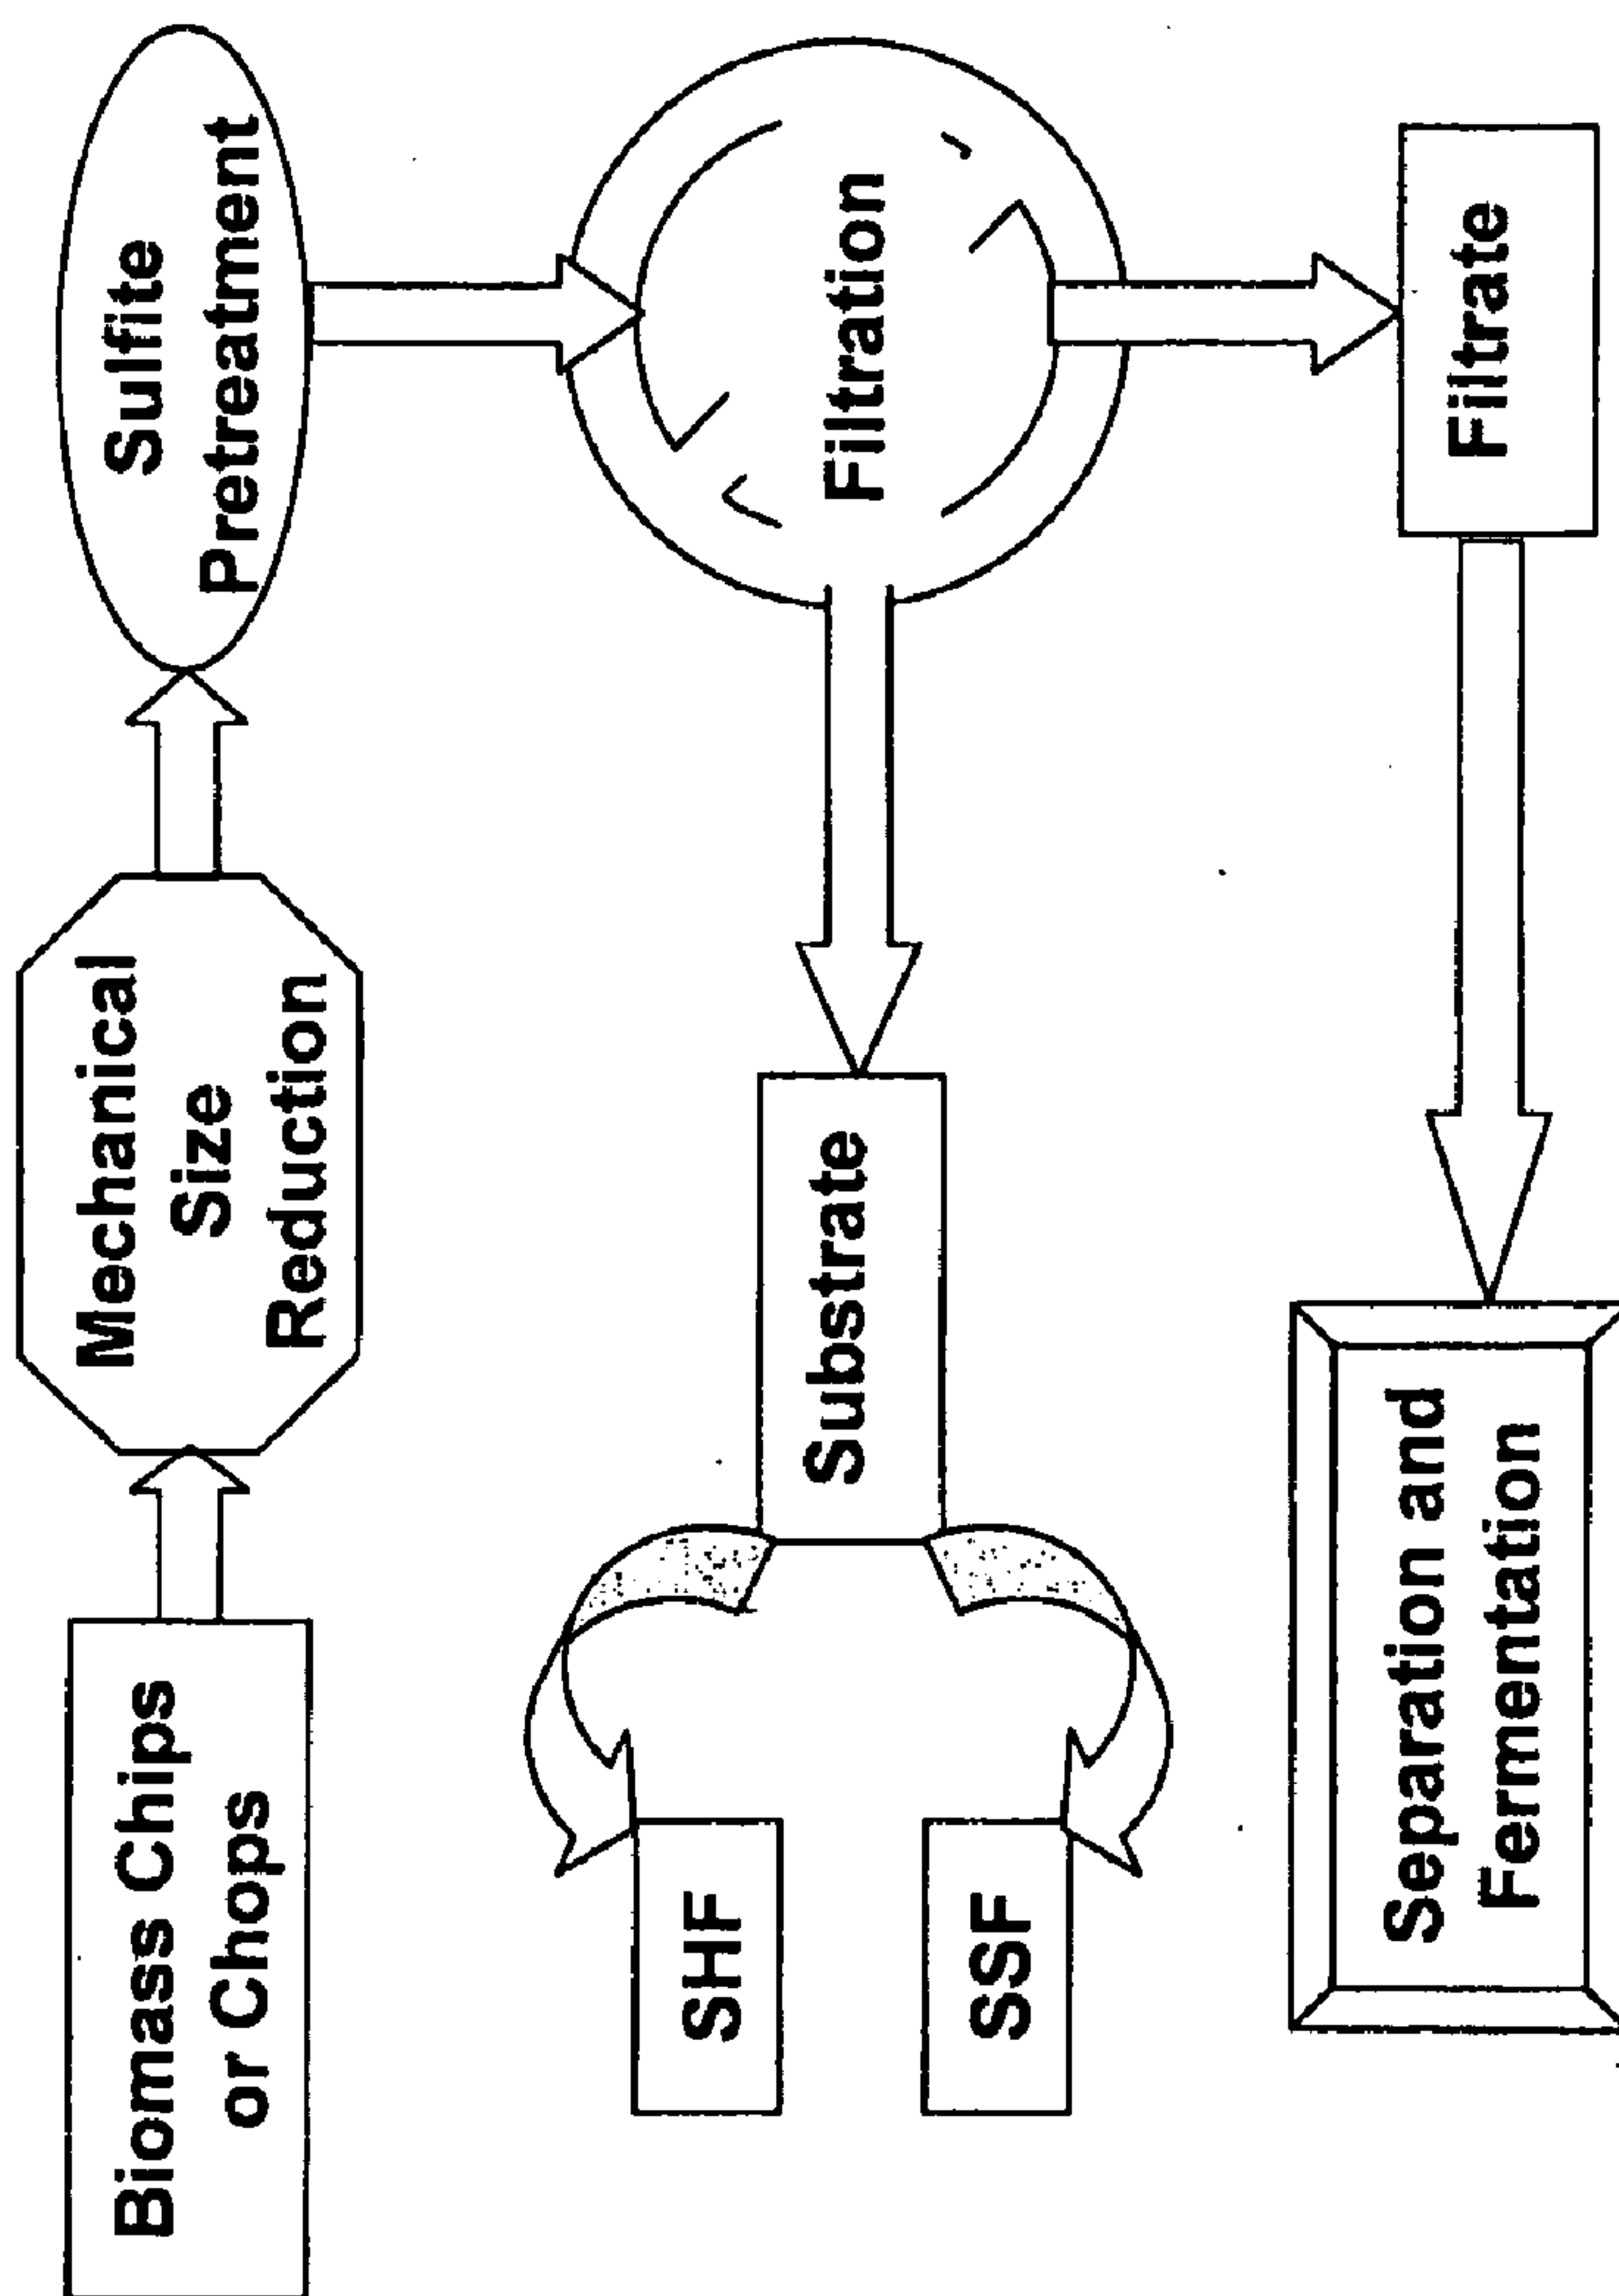 Biomass Chips
or Chops
Mechanical
Size
Reduction
Sulfite
Pretreatment
Filtration
Substrate
SHF
SSF
Filtrate
Separation and
Fermentation